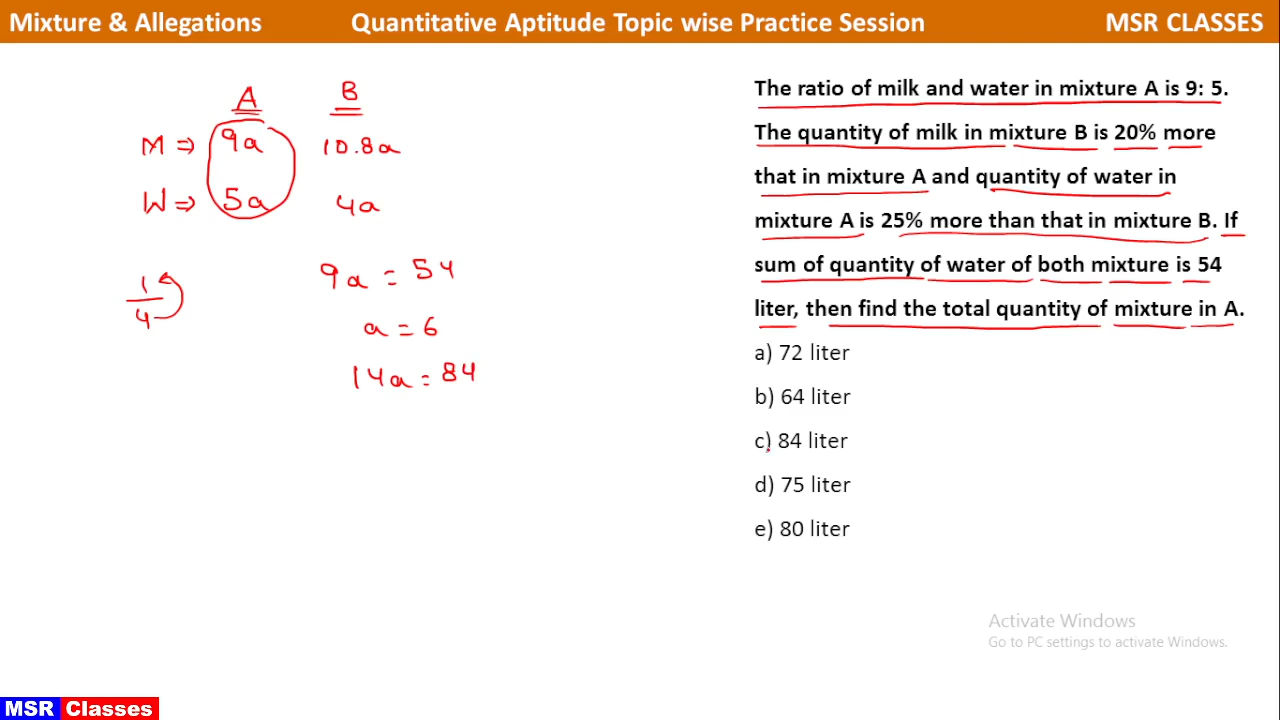 Mixture & Allegations Quantitative Aptitude Topic wise Practice Session MSR CLASSES
A B
M ⇒ 9a 10.8a
W ⇒ 5a 4a
1/4
9a = 54
a = 6
14a = 84
The ratio of milk and water in mixture A is 9: 5.
The quantity of milk in mixture B is 20% more
that in mixture A and quantity of water in
mixture A is 25% more than that in mixture B. If
sum of quantity of water of both mixture is 54
liter, then find the total quantity of mixture in A.
a) 72 liter
b) 64 liter
c) 84 liter
d) 75 liter
e) 80 liter
Activate Windows
Go to PC settings to activate Windows.
MSR Classes